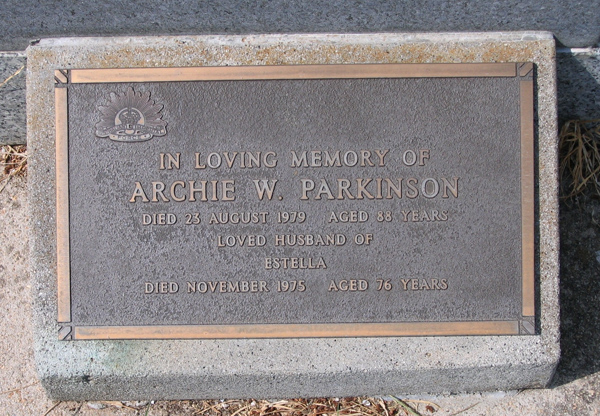 IN LOVING MEMORY OF
ARCHIE W. PARKINSON
DIED 23 AUGUST 1979 AGED 88 YEARS
LOVED HUSBAND OF
ESTELLA
DIED NOVEMBER 1975 AGED 76 YEARS